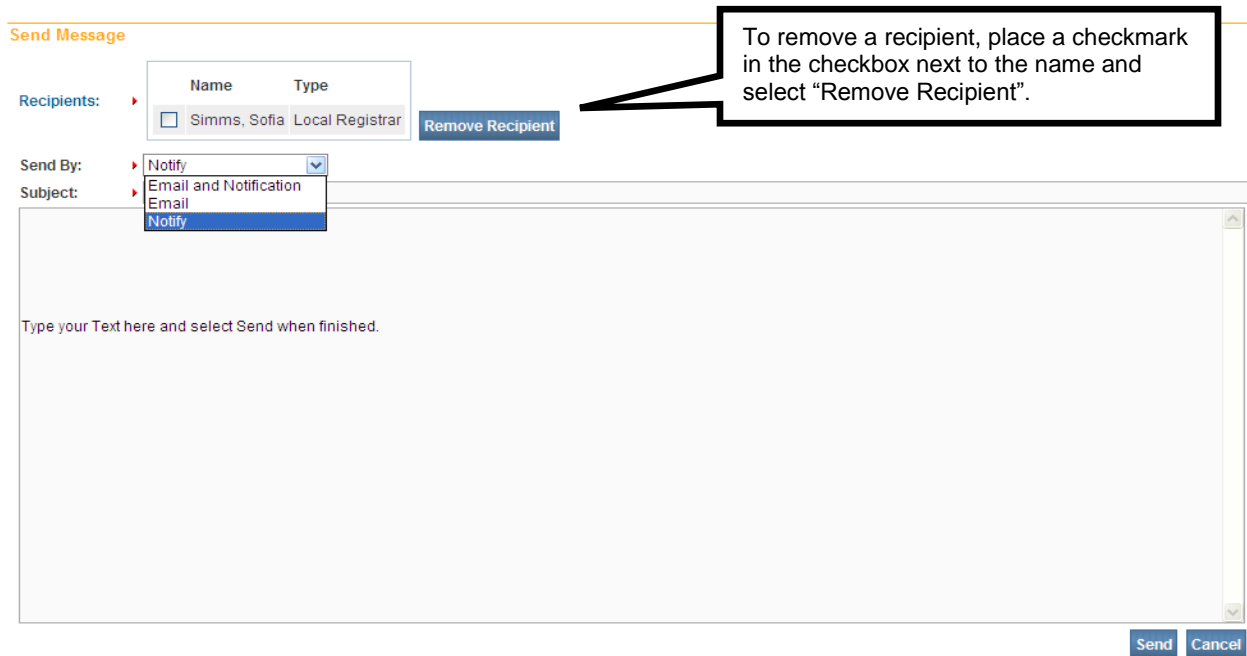 Send Message
To remove a recipient, place a checkmark
in the checkbox next to the name and
select “Remove Recipient”.
Name Type
Recipients:
Simms, Sofia Local Registrar Remove Recipient
Send By: Notify
Email and Notification
Subject:
Email
Notify
Type your Text here and select Send when finished.
Send Cancel